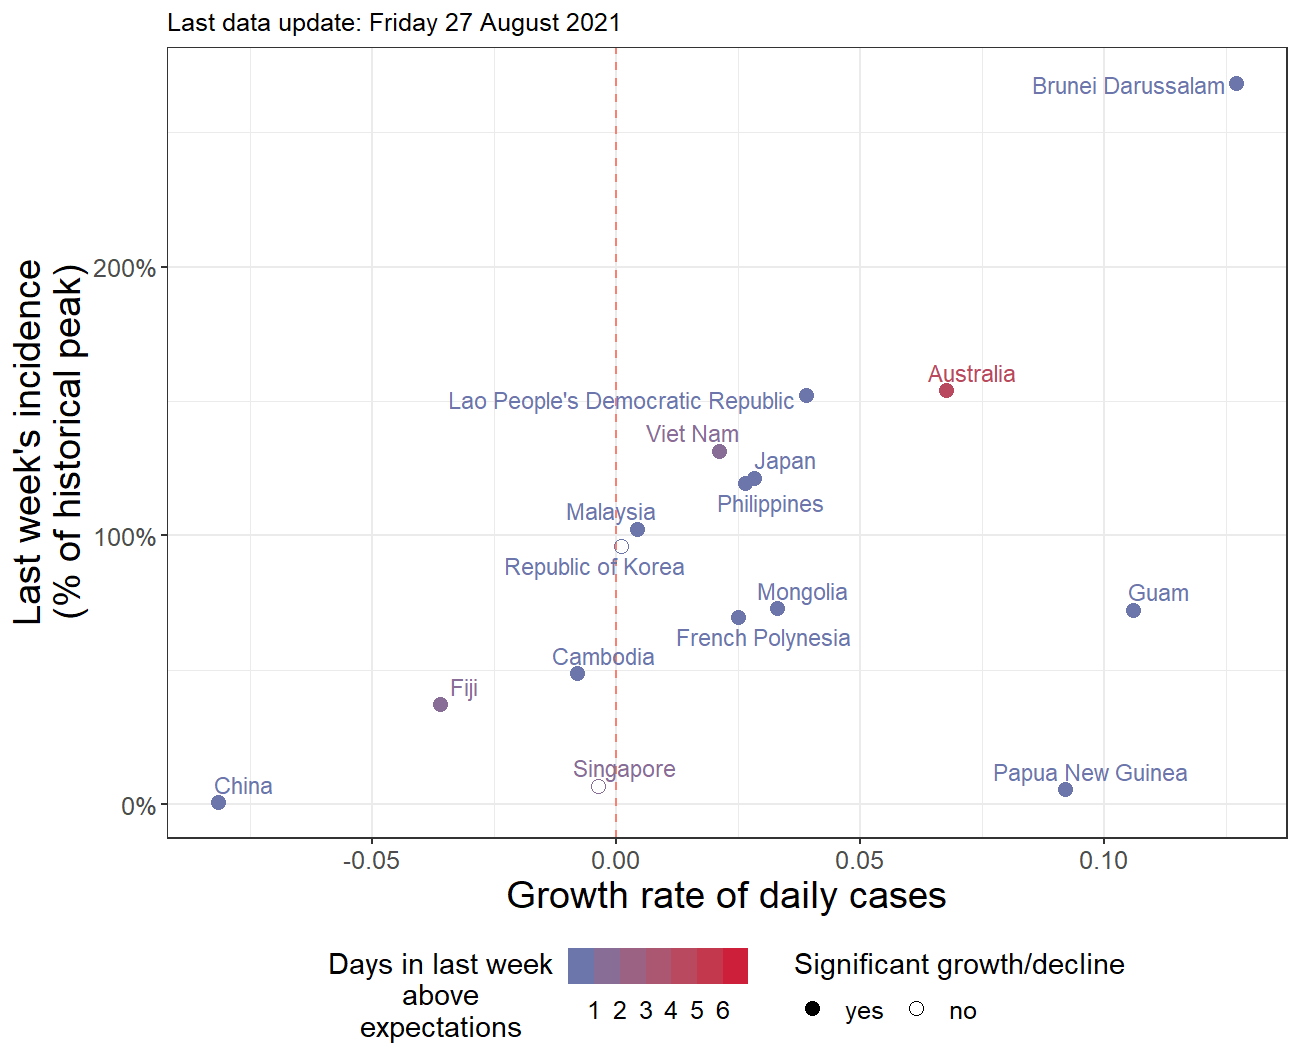 Last data update: Friday 27 August 2021
Brunei Darussalam
Last week's incidence
(% of historical peak)
200%
100%
0%
Australia
Lao People's Democratic Republic
Viet Nam
Japan
Philippines
Malaysia
Republic of Korea
Mongolia
Guam
French Polynesia
Cambodia
Fiji
Singapore
Papua New Guinea
China
-0.05
0.00
0.05
0.10
Growth rate of daily cases
Days in last week
above
expectations
1 2 3 4 5 6
Significant growth/decline
yes
no